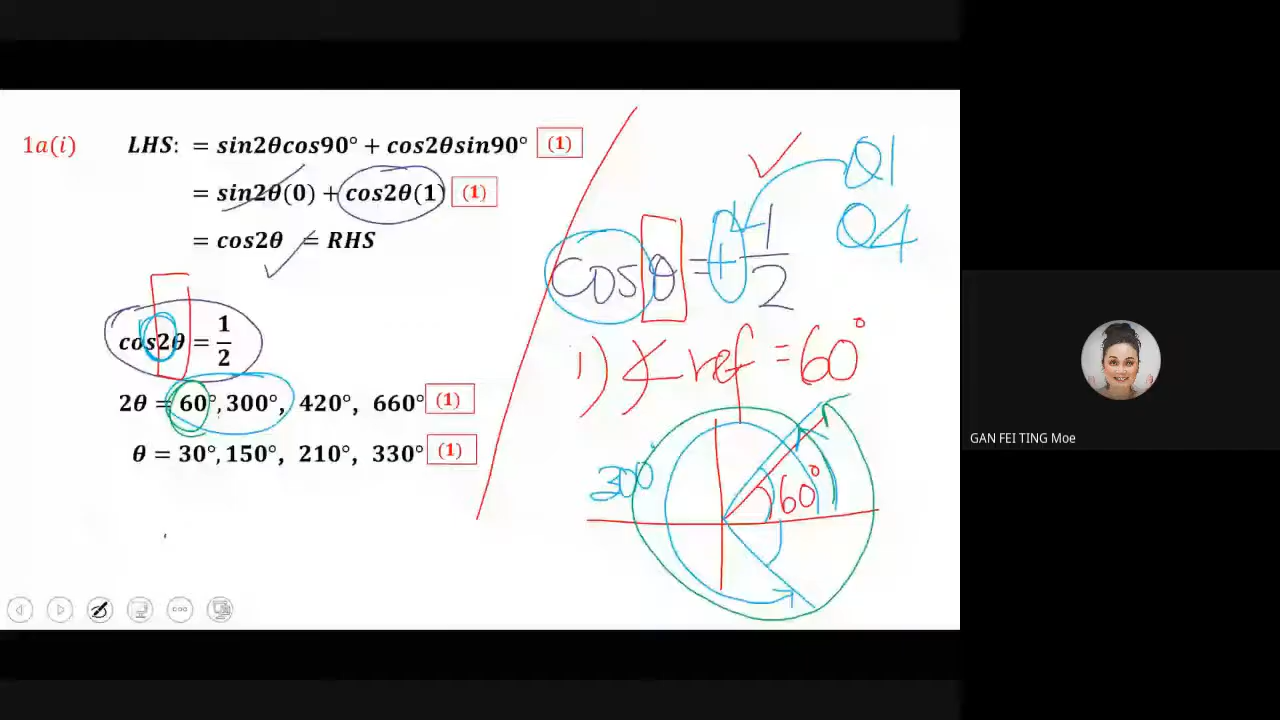 1a(i) LHS: = sin2θcos90° + cos2θsin90° (1)
= sin2θ(0) + cos2θ(1) (1)
= cos2θ = RHS
cos2θ = 1/2
2θ = 60°, 300°, 420°, 660° (1)
θ = 30°, 150°, 210°, 330° (1)
Q1
Q4
cosθ = + 1/2
1) ∡ ref = 60°
300°
60°
GAN FEI TING Moe